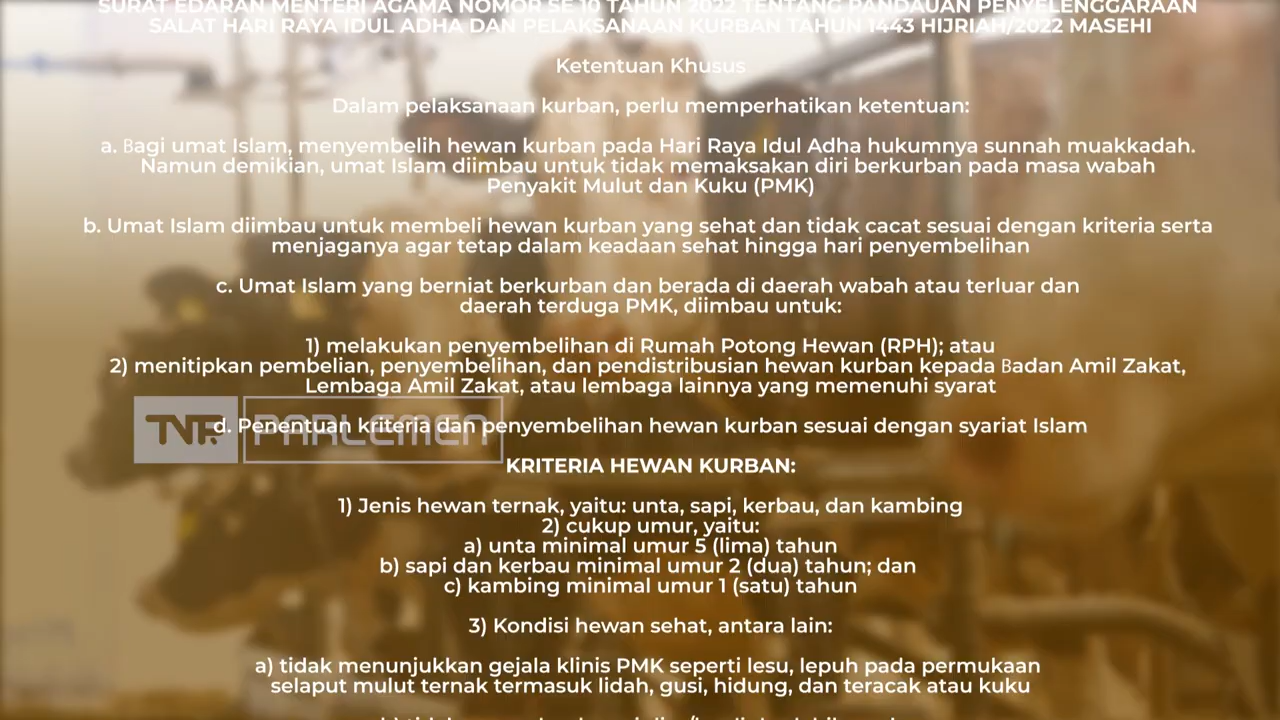 SURAT EDARAN MENTERI AGAMA NOMOR SE 10 TAHUN 2022 TENTANG PANDAUAN PENYELENGGARAAN
SALAT HARI RAYA IDUL ADHA DAN PELAKSANAAN KURBAN TAHUN 1443 HIJRIAH/2022 MASEHI
Ketentuan Khusus
Dalam pelaksanaan kurban, perlu memperhatikan ketentuan:
a. Bagi umat Islam, menyembelih hewan kurban pada Hari Raya Idul Adha hukumnya sunnah muakkadah.
Namun demikian, umat Islam diimbau untuk tidak memaksakan diri berkurban pada masa wabah
Penyakit Mulut dan Kuku (PMK)
b. Umat Islam diimbau untuk membeli hewan kurban yang sehat dan tidak cacat sesuai dengan kriteria serta
menjaganya agar tetap dalam keadaan sehat hingga hari penyembelihan
c. Umat Islam yang berniat berkurban dan berada di daerah wabah atau terluar dan
daerah terduga PMK, diimbau untuk:
1) melakukan penyembelihan di Rumah Potong Hewan (RPH); atau
2) menitipkan pembelian, penyembelihan, dan pendistribusian hewan kurban kepada Badan Amil Zakat,
Lembaga Amil Zakat, atau lembaga lainnya yang memenuhi syarat
TVR PARLEMEN
d. Penentuan kriteria dan penyembelihan hewan kurban sesuai dengan syariat Islam
KRITERIA HEWAN KURBAN:
1) Jenis hewan ternak, yaitu: unta, sapi, kerbau, dan kambing
2) cukup umur, yaitu:
a) unta minimal umur 5 (lima) tahun
b) sapi dan kerbau minimal umur 2 (dua) tahun; dan
c) kambing minimal umur 1 (satu) tahun
3) Kondisi hewan sehat, antara lain:
a) tidak menunjukkan gejala klinis PMK seperti lesu, lepuh pada permukaan
selaput mulut ternak termasuk lidah, gusi, hidung, dan teracak atau kuku